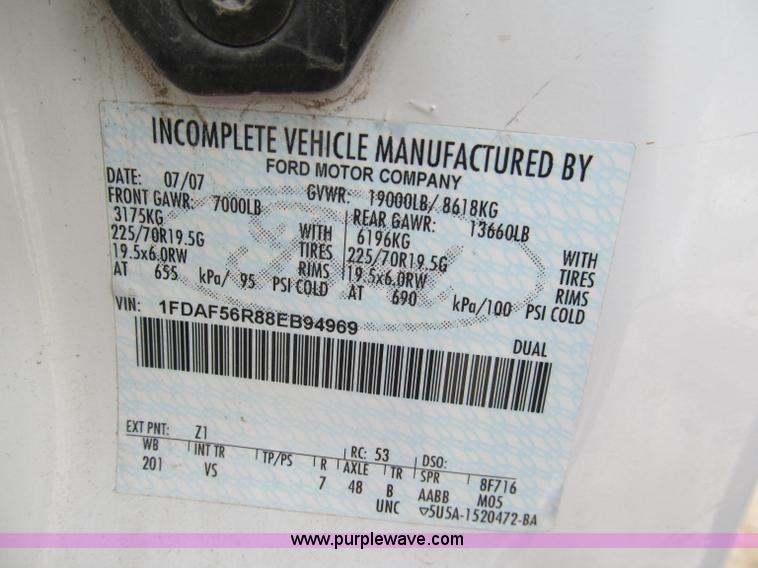 INCOMPLETE VEHICLE MANUFACTURED BY
FORD MOTOR COMPANY
DATE: 07/07 GVWR: 19000LB/ 8618KG
FRONT GAWR: 7000LB REAR GAWR: 13660LB
3175KG WITH 6196KG WITH
225/70R19.5G TIRES 225/70R19.5G TIRES
19.5x6.0RW RIMS 19.5x6.0RW RIMS
AT 655 kPa/ 95 PSI COLD AT 690 kPa/100 PSI COLD
VIN: 1FDAF56R88EB94969
DUAL
EXT PNT: Z1 RC: 53 DSO:
WB INT TR TP/PS R AXLE TR SPR 8F716
201 VS 7 48 B AABB M05
UNC ▽5U5A-1520472-BA
www.purplewave.com